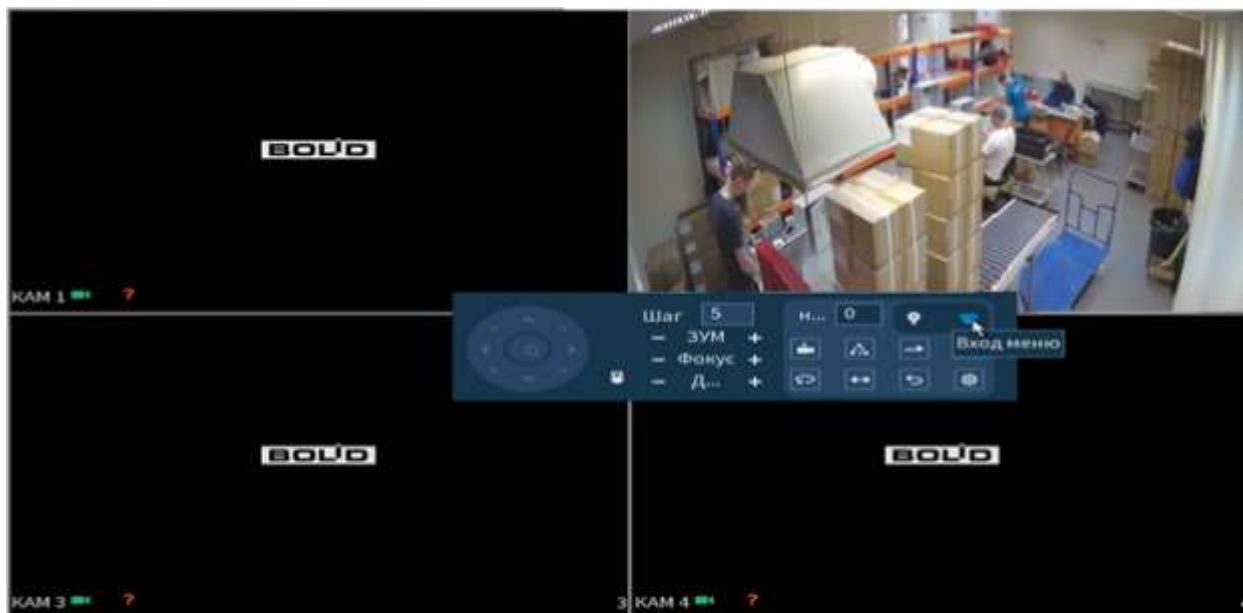 BOLID
КАМ 1 ?
Шаг 5 н... 0
— ЗУМ +
— Фокус +
— Д... +
Вход меню
BOLID
BOLID
КАМ 3 ?
3 КАМ 4 ?